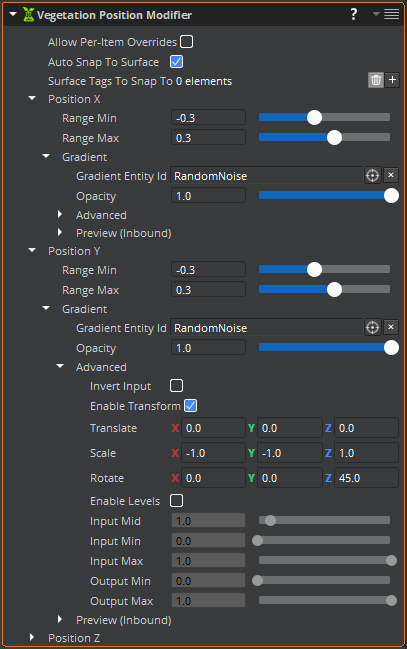 Vegetation Position Modifier ?
Allow Per-Item Overrides
Auto Snap To Surface
Surface Tags To Snap To 0 elements
Position X
Range Min -0.3
Range Max 0.3
Gradient
Gradient Entity Id RandomNoise
Opacity 1.0
Advanced
Preview (Inbound)
Position Y
Range Min -0.3
Range Max 0.3
Gradient
Gradient Entity Id RandomNoise
Opacity 1.0
Advanced
Invert Input
Enable Transform
Translate X 0.0 Y 0.0 Z 0.0
Scale X -1.0 Y -1.0 Z 1.0
Rotate X 0.0 Y 0.0 Z 45.0
Enable Levels
Input Mid 1.0
Input Min 0.0
Input Max 1.0
Output Min 0.0
Output Max 1.0
Preview (Inbound)
Position Z